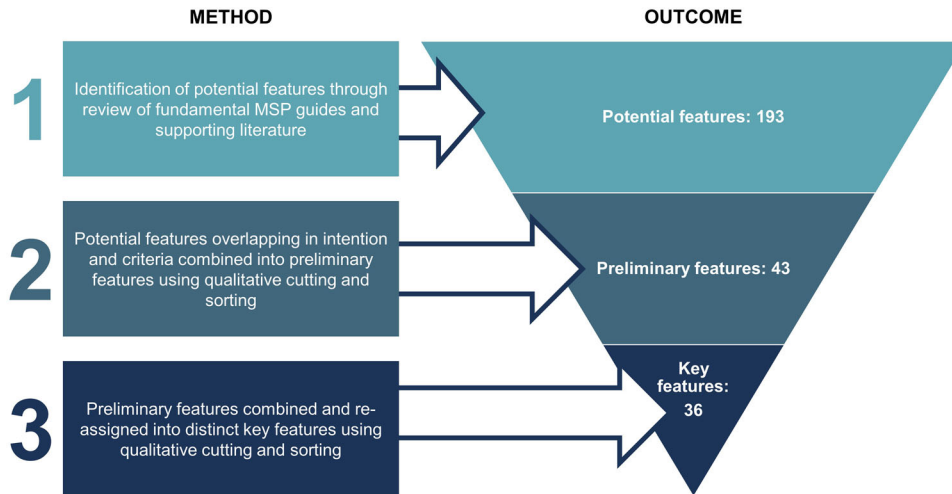 METHOD
OUTCOME
1
Identification of potential features through
review of fundamental MSP guides and
supporting literature
Potential features: 193
2
Potential features overlapping in intention
and criteria combined into preliminary
features using qualitative cutting and
sorting
Preliminary features: 43
3
Preliminary features combined and re-
assigned into distinct key features using
qualitative cutting and sorting
Key
features:
36